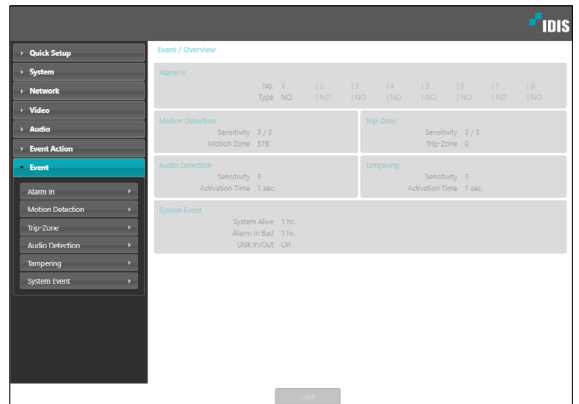 IDIS
Quick Setup
System
Network
Video
Audio
Event Action
Event
Alarm In
Motion Detection
Trip-Zone
Audio Detection
Tampering
System Event
Event / Overview
Alarm In
No. 1 | 2 | 3 | 4 | 5 | 6 | 7 | 8
Type NO | NO | NO | NO | NO | NO | NO | NO
Motion Detection
Sensitivity 3 / 3
Motion Zone 576
Trip-Zone
Sensitivity 3 / 3
Trip-Zone 0
Audio Detection
Sensitivity 3
Activation Time 1 sec.
Tampering
Sensitivity 3
Activation Time 1 sec.
System Event
System Alive 1 hr.
Alarm In Bad 1 hr.
Disk In/Out On
Save